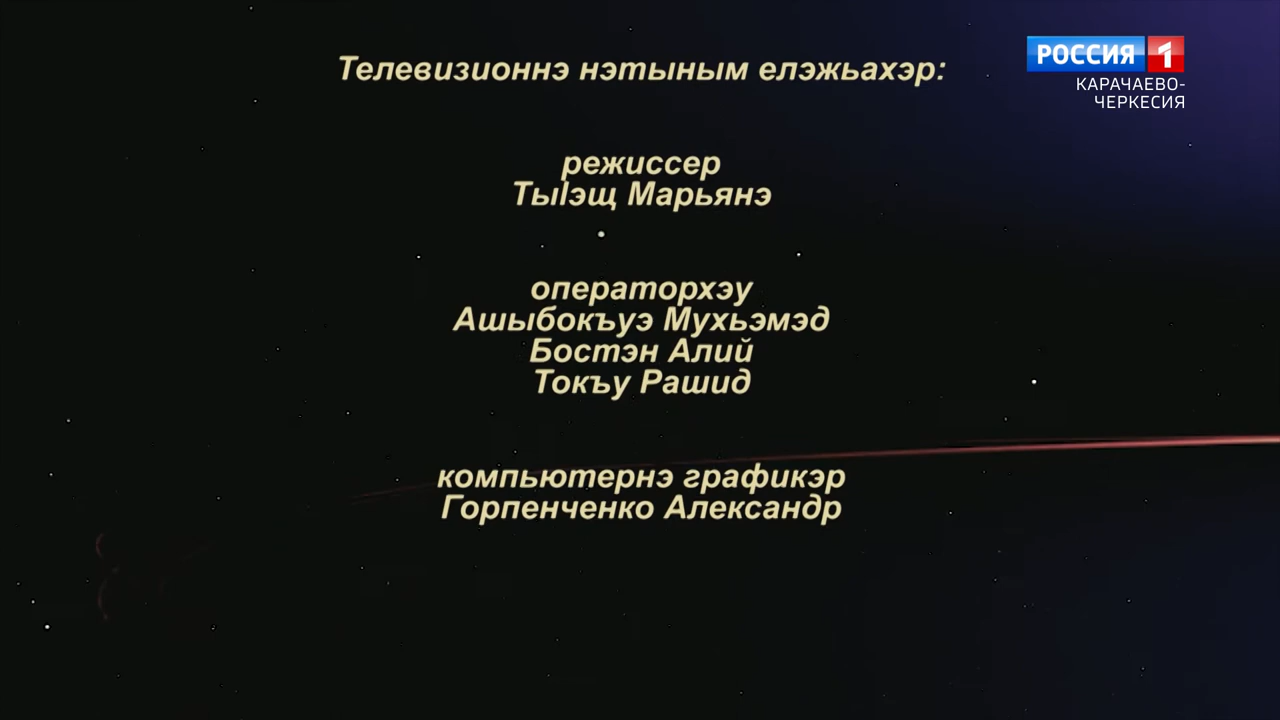 Телевизионнэ нэтыным елэжьахэр:
РОССИЯ 1
КАРАЧАЕВО-
ЧЕРКЕСИЯ
режиссер
ТыӀэщ Марьянэ
операторхэу
Ашыбокъуэ Мухьэмэд
Бостэн Алий
Токъу Рашид
компьютернэ графикэр
Горпенченко Александр